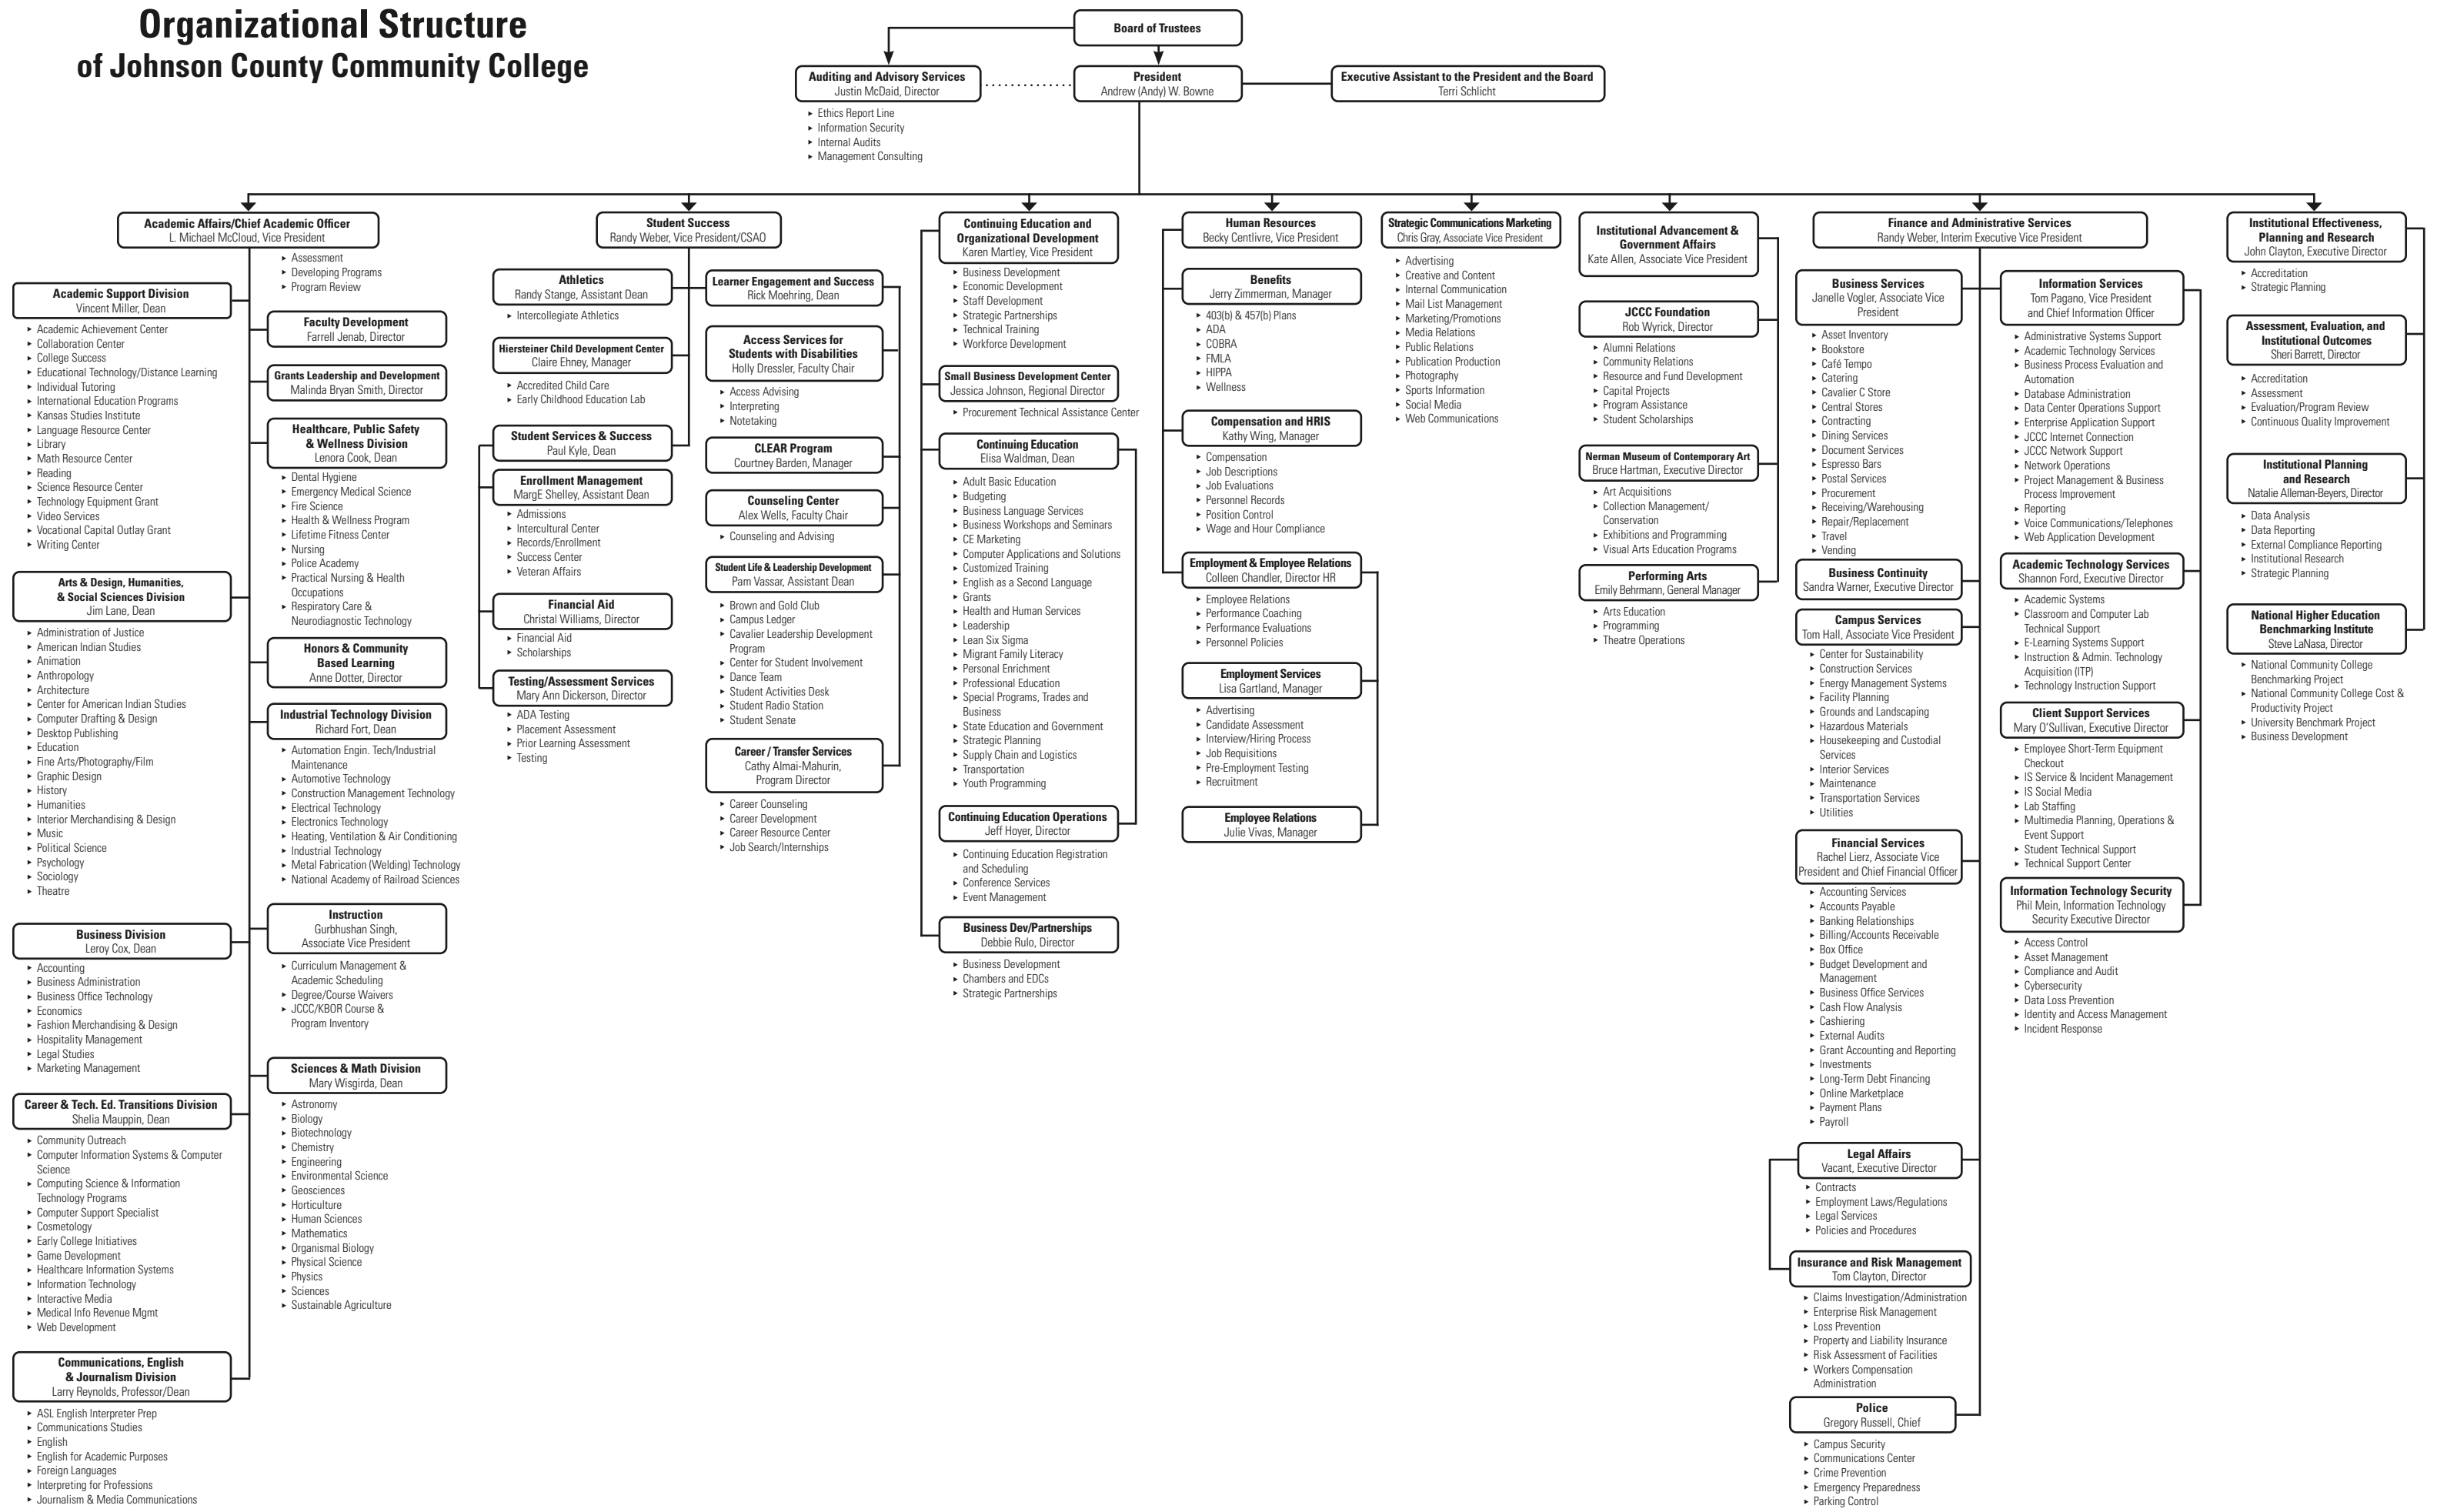 Organizational Structure
of Johnson County Community College
Board of Trustees
Auditing and Advisory Services
Justin McDaid, Director
▸ Ethics Report Line
▸ Information Security
▸ Internal Audits
▸ Management Consulting
President
Andrew (Andy) W. Bowne
Executive Assistant to the President and the Board
Terri Schlicht
Academic Affairs/Chief Academic Officer
L. Michael McCloud, Vice President
▸ Assessment
▸ Developing Programs
▸ Program Review
Academic Support Division
Vincent Miller, Dean
▸ Academic Achievement Center
▸ Collaboration Center
▸ College Success
▸ Educational Technology/Distance Learning
▸ Individual Tutoring
▸ International Education Programs
▸ Kansas Studies Institute
▸ Language Resource Center
▸ Library
▸ Math Resource Center
▸ Reading
▸ Science Resource Center
▸ Technology Equipment Grant
▸ Video Services
▸ Vocational Capital Outlay Grant
▸ Writing Center
Arts & Design, Humanities,
& Social Sciences Division
Jim Lane, Dean
▸ Administration of Justice
▸ American Indian Studies
▸ Animation
▸ Anthropology
▸ Architecture
▸ Center for American Indian Studies
▸ Computer Drafting & Design
▸ Desktop Publishing
▸ Education
▸ Fine Arts/Photography/Film
▸ Graphic Design
▸ History
▸ Humanities
▸ Interior Merchandising & Design
▸ Music
▸ Political Science
▸ Psychology
▸ Sociology
▸ Theatre
Business Division
Leroy Cox, Dean
▸ Accounting
▸ Business Administration
▸ Business Office Technology
▸ Economics
▸ Fashion Merchandising & Design
▸ Hospitality Management
▸ Legal Studies
▸ Marketing Management
Career & Tech. Ed. Transitions Division
Shelia Mauppin, Dean
▸ Community Outreach
▸ Computer Information Systems & Computer
Science
▸ Computing Science & Information
Technology Programs
▸ Computer Support Specialist
▸ Cosmetology
▸ Early College Initiatives
▸ Game Development
▸ Healthcare Information Systems
▸ Information Technology
▸ Interactive Media
▸ Medical Info Revenue Mgmt
▸ Web Development
Communications, English
& Journalism Division
Larry Reynolds, Professor/Dean
▸ ASL English Interpreter Prep
▸ Communications Studies
▸ English
▸ English for Academic Purposes
▸ Foreign Languages
▸ Interpreting for Professions
▸ Journalism & Media Communications
Faculty Development
Farrell Jenab, Director
Grants Leadership and Development
Malinda Bryan Smith, Director
Healthcare, Public Safety
& Wellness Division
Lenora Cook, Dean
▸ Dental Hygiene
▸ Emergency Medical Science
▸ Fire Science
▸ Health & Wellness Program
▸ Lifetime Fitness Center
▸ Nursing
▸ Police Academy
▸ Practical Nursing & Health
Occupations
▸ Respiratory Care &
Neurodiagnostic Technology
Honors & Community
Based Learning
Anne Dotter, Director
Industrial Technology Division
Richard Fort, Dean
▸ Automation Engin. Tech/Industrial
Maintenance
▸ Automotive Technology
▸ Construction Management Technology
▸ Electrical Technology
▸ Electronics Technology
▸ Heating, Ventilation & Air Conditioning
▸ Industrial Technology
▸ Metal Fabrication (Welding) Technology
▸ National Academy of Railroad Sciences
Instruction
Gurbhushan Singh,
Associate Vice President
▸ Curriculum Management &
Academic Scheduling
▸ Degree/Course Waivers
▸ JCCC/KBOR Course &
Program Inventory
Sciences & Math Division
Mary Wisgirda, Dean
▸ Astronomy
▸ Biology
▸ Biotechnology
▸ Chemistry
▸ Engineering
▸ Environmental Science
▸ Geosciences
▸ Horticulture
▸ Human Sciences
▸ Mathematics
▸ Organismal Biology
▸ Physical Science
▸ Physics
▸ Sciences
▸ Sustainable Agriculture
Student Success
Randy Weber, Vice President/CSAO
Athletics
Randy Stange, Assistant Dean
▸ Intercollegiate Athletics
Hiersteiner Child Development Center
Claire Ehney, Manager
▸ Accredited Child Care
▸ Early Childhood Education Lab
Student Services & Success
Paul Kyle, Dean
Enrollment Management
MargE Shelley, Assistant Dean
▸ Admissions
▸ Intercultural Center
▸ Records/Enrollment
▸ Success Center
▸ Veteran Affairs
Financial Aid
Christal Williams, Director
▸ Financial Aid
▸ Scholarships
Testing/Assessment Services
Mary Ann Dickerson, Director
▸ ADA Testing
▸ Placement Assessment
▸ Prior Learning Assessment
▸ Testing
Learner Engagement and Success
Rick Moehring, Dean
Access Services for
Students with Disabilities
Holly Dressler, Faculty Chair
▸ Access Advising
▸ Interpreting
▸ Notetaking
CLEAR Program
Courtney Barden, Manager
Counseling Center
Alex Wells, Faculty Chair
▸ Counseling and Advising
Student Life & Leadership Development
Pam Vassar, Assistant Dean
▸ Brown and Gold Club
▸ Campus Ledger
▸ Cavalier Leadership Development
Program
▸ Center for Student Involvement
▸ Dance Team
▸ Student Activities Desk
▸ Student Radio Station
▸ Student Senate
Career / Transfer Services
Cathy Almai-Mahurin,
Program Director
▸ Career Counseling
▸ Career Development
▸ Career Resource Center
▸ Job Search/Internships
Continuing Education and
Organizational Development
Karen Martley, Vice President
▸ Business Development
▸ Economic Development
▸ Staff Development
▸ Strategic Partnerships
▸ Technical Training
▸ Workforce Development
Small Business Development Center
Jessica Johnson, Regional Director
▸ Procurement Technical Assistance Center
Continuing Education
Elisa Waldman, Dean
▸ Adult Basic Education
▸ Budgeting
▸ Business Language Services
▸ Business Workshops and Seminars
▸ CE Marketing
▸ Computer Applications and Solutions
▸ Customized Training
▸ English as a Second Language
▸ Grants
▸ Health and Human Services
▸ Leadership
▸ Lean Six Sigma
▸ Migrant Family Literacy
▸ Personal Enrichment
▸ Professional Education
▸ Special Programs, Trades and
Business
▸ State Education and Government
▸ Strategic Planning
▸ Supply Chain and Logistics
▸ Transportation
▸ Youth Programming
Continuing Education Operations
Jeff Hoyer, Director
▸ Continuing Education Registration
and Scheduling
▸ Conference Services
▸ Event Management
Business Dev/Partnerships
Debbie Rulo, Director
▸ Business Development
▸ Chambers and EDCs
▸ Strategic Partnerships
Human Resources
Becky Centlivre, Vice President
Benefits
Jerry Zimmerman, Manager
▸ 403(b) & 457(b) Plans
▸ ADA
▸ COBRA
▸ FMLA
▸ HIPPA
▸ Wellness
Compensation and HRIS
Kathy Wing, Manager
▸ Compensation
▸ Job Descriptions
▸ Job Evaluations
▸ Personnel Records
▸ Position Control
▸ Wage and Hour Compliance
Employment & Employee Relations
Colleen Chandler, Director HR
▸ Employee Relations
▸ Performance Coaching
▸ Performance Evaluations
▸ Personnel Policies
Employment Services
Lisa Gartland, Manager
▸ Advertising
▸ Candidate Assessment
▸ Interview/Hiring Process
▸ Job Requisitions
▸ Pre-Employment Testing
▸ Recruitment
Employee Relations
Julie Vivas, Manager
Strategic Communications Marketing
Chris Gray, Associate Vice President
▸ Advertising
▸ Creative and Content
▸ Internal Communication
▸ Mail List Management
▸ Marketing/Promotions
▸ Media Relations
▸ Public Relations
▸ Publication Production
▸ Photography
▸ Sports Information
▸ Social Media
▸ Web Communications
Institutional Advancement &
Government Affairs
Kate Allen, Associate Vice President
JCCC Foundation
Rob Wyrick, Director
▸ Alumni Relations
▸ Community Relations
▸ Resource and Fund Development
▸ Capital Projects
▸ Program Assistance
▸ Student Scholarships
Nerman Museum of Contemporary Art
Bruce Hartman, Executive Director
▸ Art Acquisitions
▸ Collection Management/
Conservation
▸ Exhibitions and Programming
▸ Visual Arts Education Programs
Performing Arts
Emily Behrmann, General Manager
▸ Arts Education
▸ Programming
▸ Theatre Operations
Finance and Administrative Services
Randy Weber, Interim Executive Vice President
Business Services
Janelle Vogler, Associate Vice
President
▸ Asset Inventory
▸ Bookstore
▸ Café Tempo
▸ Catering
▸ Cavalier C Store
▸ Central Stores
▸ Contracting
▸ Dining Services
▸ Document Services
▸ Espresso Bars
▸ Postal Services
▸ Procurement
▸ Receiving/Warehousing
▸ Repair/Replacement
▸ Travel
▸ Vending
Business Continuity
Sandra Warner, Executive Director
Campus Services
Tom Hall, Associate Vice President
▸ Center for Sustainability
▸ Construction Services
▸ Energy Management Systems
▸ Facility Planning
▸ Grounds and Landscaping
▸ Hazardous Materials
▸ Housekeeping and Custodial
Services
▸ Interior Services
▸ Maintenance
▸ Transportation Services
▸ Utilities
Financial Services
Rachel Lierz, Associate Vice
President and Chief Financial Officer
▸ Accounting Services
▸ Accounts Payable
▸ Banking Relationships
▸ Billing/Accounts Receivable
▸ Box Office
▸ Budget Development and
Management
▸ Business Office Services
▸ Cash Flow Analysis
▸ Cashiering
▸ External Audits
▸ Grant Accounting and Reporting
▸ Investments
▸ Long-Term Debt Financing
▸ Online Marketplace
▸ Payment Plans
▸ Payroll
Legal Affairs
Vacant, Executive Director
▸ Contracts
▸ Employment Laws/Regulations
▸ Legal Services
▸ Policies and Procedures
Insurance and Risk Management
Tom Clayton, Director
▸ Claims Investigation/Administration
▸ Enterprise Risk Management
▸ Loss Prevention
▸ Property and Liability Insurance
▸ Risk Assessment of Facilities
▸ Workers Compensation
Administration
Police
Gregory Russell, Chief
▸ Campus Security
▸ Communications Center
▸ Crime Prevention
▸ Emergency Preparedness
▸ Parking Control
Information Services
Tom Pagano, Vice President
and Chief Information Officer
▸ Administrative Systems Support
▸ Academic Technology Services
▸ Business Process Evaluation and
Automation
▸ Database Administration
▸ Data Center Operations Support
▸ Enterprise Application Support
▸ JCCC Internet Connection
▸ JCCC Network Support
▸ Network Operations
▸ Project Management & Business
Process Improvement
▸ Reporting
▸ Voice Communications/Telephones
▸ Web Application Development
Academic Technology Services
Shannon Ford, Executive Director
▸ Academic Systems
▸ Classroom and Computer Lab
Technical Support
▸ E-Learning Systems Support
▸ Instruction & Admin. Technology
Acquisition (ITP)
▸ Technology Instruction Support
Client Support Services
Mary O'Sullivan, Executive Director
▸ Employee Short-Term Equipment
Checkout
▸ IS Service & Incident Management
▸ IS Social Media
▸ Lab Staffing
▸ Multimedia Planning, Operations &
Event Support
▸ Student Technical Support
▸ Technical Support Center
Information Technology Security
Phil Mein, Information Technology
Security Executive Director
▸ Access Control
▸ Asset Management
▸ Compliance and Audit
▸ Cybersecurity
▸ Data Loss Prevention
▸ Identity and Access Management
▸ Incident Response
Institutional Effectiveness,
Planning and Research
John Clayton, Executive Director
▸ Accreditation
▸ Strategic Planning
Assessment, Evaluation, and
Institutional Outcomes
Sheri Barrett, Director
▸ Accreditation
▸ Assessment
▸ Evaluation/Program Review
▸ Continuous Quality Improvement
Institutional Planning
and Research
Natalie Alleman-Beyers, Director
▸ Data Analysis
▸ Data Reporting
▸ External Compliance Reporting
▸ Institutional Research
▸ Strategic Planning
National Higher Education
Benchmarking Institute
Steve LaNasa, Director
▸ National Community College
Benchmarking Project
▸ National Community College Cost &
Productivity Project
▸ University Benchmark Project
▸ Business Development